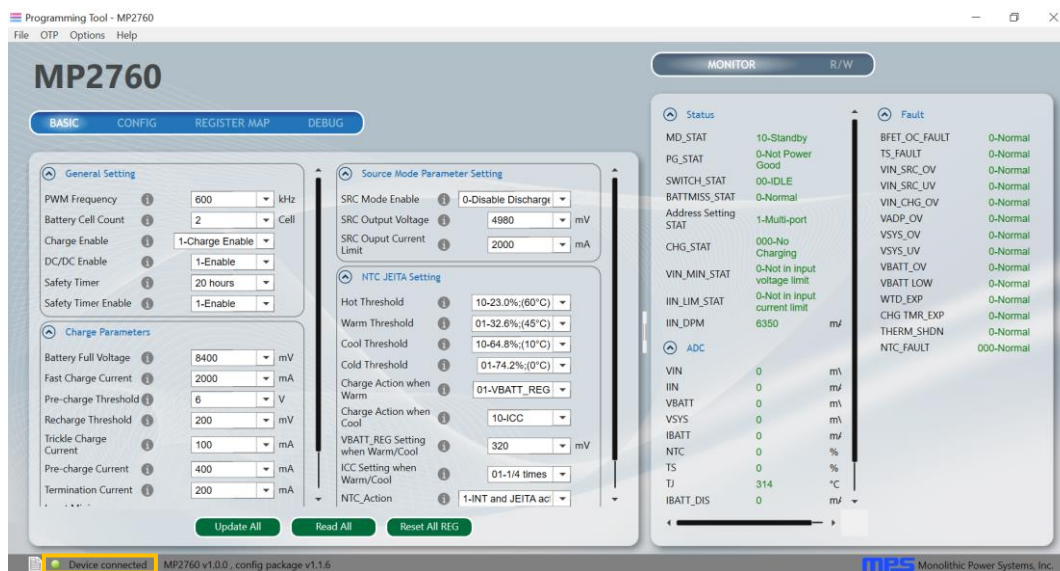 Programming Tool - MP2760
File OTP Options Help
MP2760
BASIC CONFIG REGISTER MAP DEBUG
General Setting
PWM Frequency 600 kHz
Battery Cell Count 2 Cell
Charge Enable 1-Charge Enable
DC/DC Enable 1-Enable
Safety Timer 20 hours
Safety Timer Enable 1-Enable
Charge Parameters
Battery Full Voltage 8400 mV
Fast Charge Current 2000 mA
Pre-charge Threshold 6 V
Recharge Threshold 200 mV
Trickle Charge
Current 100 mA
Pre-charge Current 400 mA
Termination Current 200 mA
Source Mode Parameter Setting
SRC Mode Enable 0-Disable Discharge
SRC Output Voltage 4980 mV
SRC Ouput Current
Limit 2000 mA
NTC JEITA Setting
Hot Threshold 10-23.0%;(60°C)
Warm Threshold 01-32.6%;(45°C)
Cool Threshold 10-64.8%;(10°C)
Cold Threshold 01-74.2%;(0°C)
Charge Action when
Warm 01-VBATT_REG
Charge Action when
Cool 10-ICC
VBATT_REG Setting
when Warm/Cool 320 mV
ICC Setting when
Warm/Cool 01-1/4 times
NTC_Action 1-INT and JEITA act
Update All Read All Reset All REG
MONITOR R/W
Status
MD_STAT 10-Standby
PG_STAT 0-Not Power
Good
SWITCH_STAT 00-IDLE
BATTMISS_STAT 0-Normal
Address Setting
STAT 1-Multi-port
CHG_STAT 000-No
Charging
VIN_MIN_STAT 0-Not in input
voltage limit
IIN_LIM_STAT 0-Not in input
current limit
IIN_DPM 6350 m
ADC
VIN 0 m
IIN 0 m
VBATT 0 m
VSYS 0 m
IBATT 0 m
NTC 0 %
TS 0 %
TJ 314 °C
IBATT_DIS 0 m
Fault
BFET_OC_FAULT 0-Normal
TS_FAULT 0-Normal
VIN_SRC_OV 0-Normal
VIN_SRC_UV 0-Normal
VIN_CHG_OV 0-Normal
VADP_OV 0-Normal
VSYS_OV 0-Normal
VSYS_UV 0-Normal
VBATT_OV 0-Normal
VBATT LOW 0-Normal
WTD_EXP 0-Normal
CHG TMR_EXP 0-Normal
THERM_SHDN 0-Normal
NTC_FAULT 000-Normal
Device connected MP2760 v1.0.0 , config package v1.1.6
MPS Monolithic Power Systems, Inc.